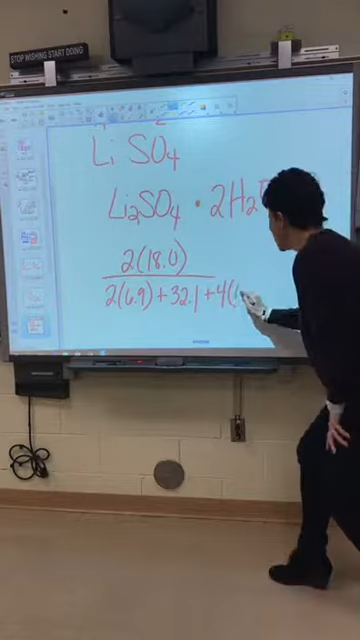 STOP WISHING START DOING
Li SO₄
Li₂SO₄ • 2H₂
2(18.0)
2(6.9) + 32.1 + 4(